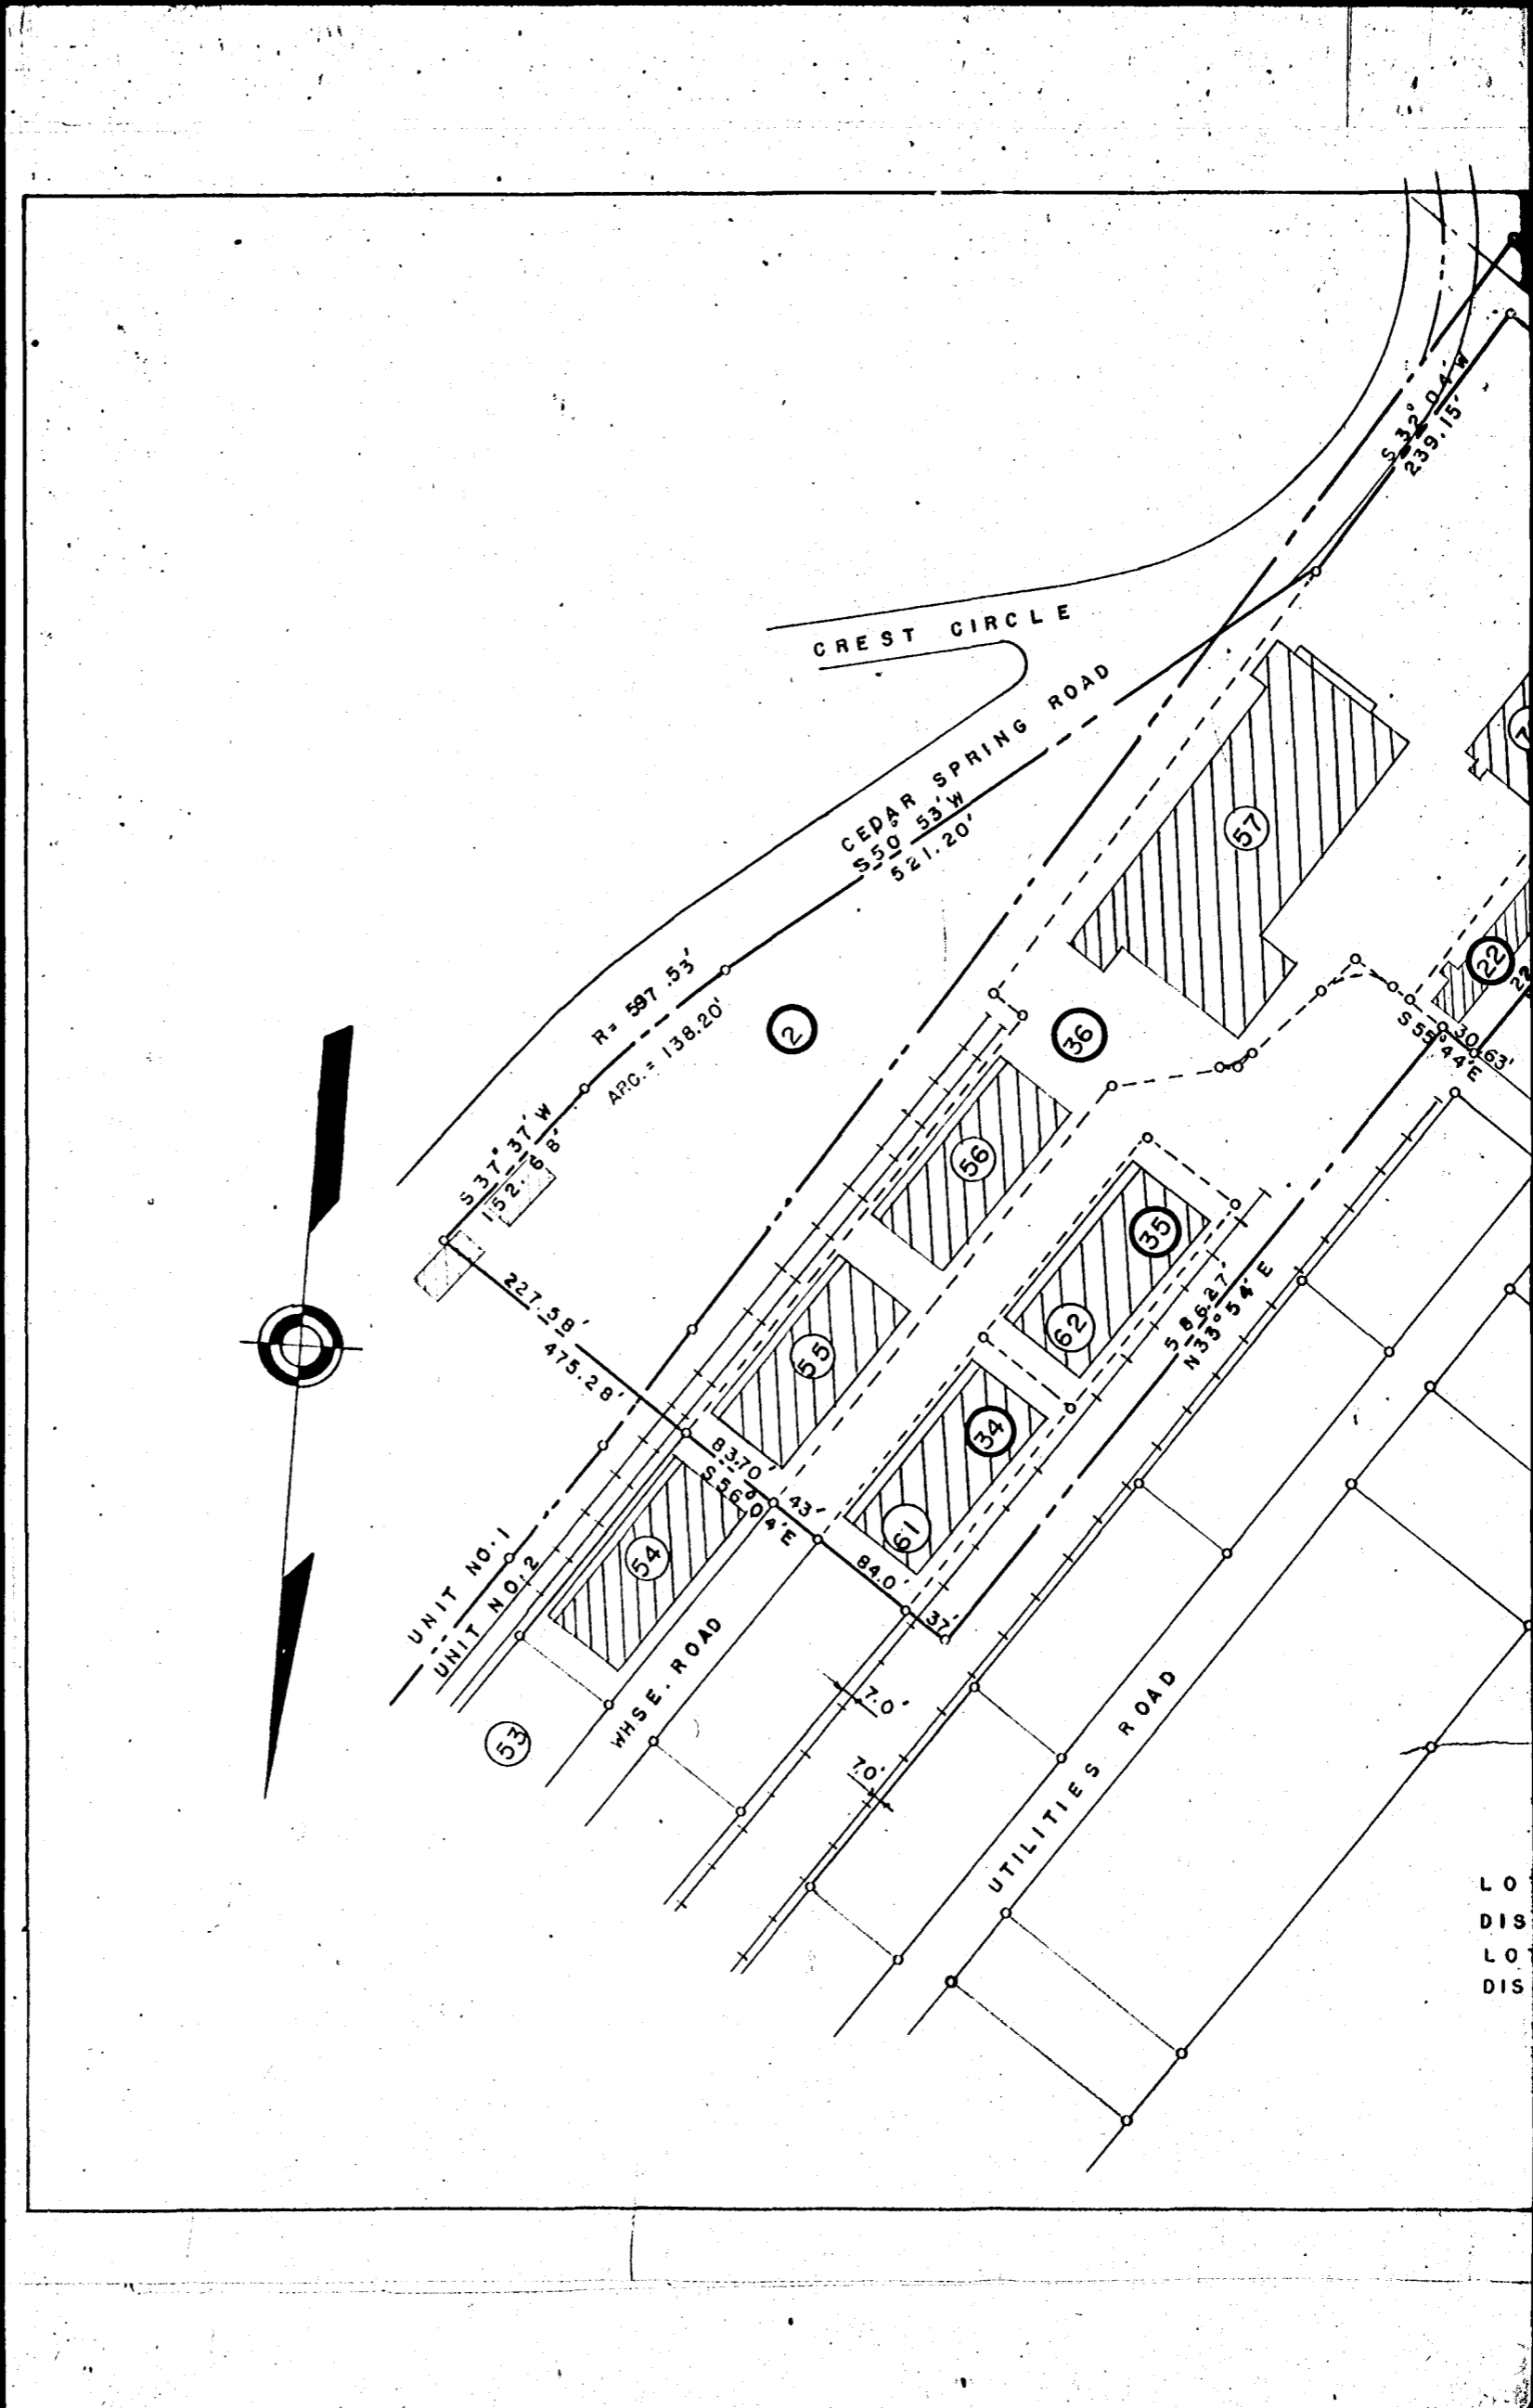 S 32° 04' W
239.15'
CREST CIRCLE
CEDAR SPRING ROAD
S 50° 53' W
521.20'
57
22
R = 597.53'
ARC. = 138.20'
2
36
30.63'
S 55° 44' E
S 37° 37' W
152.68'
56
35
62
227.58'
475.28'
55
586.27'
N 33° 54' E
34
83.70'
S 56° 04' E
43'
61
84.0'
37'
54
UNIT NO. 1
UNIT NO. 2
WHSE. ROAD
53
7.0'
7.0'
UTILITIES ROAD
LO
DIS
LO
DIS